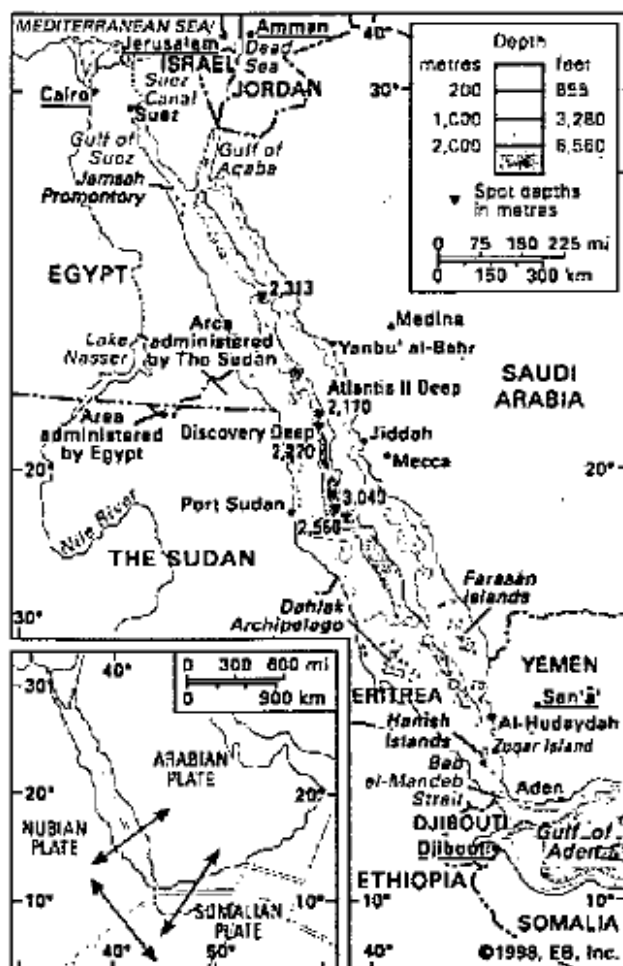 MEDITERRANEAN SEA
Amman
40°
Jerusalem
Dead
Sea
ISRAEL
JORDAN
Suez
Canal
Cairo
Suez
30°
Gulf of
Suez
Gulf of
Aqaba
Jamsah
Promontory
Depth
metres
feet
200
1,000
3,280
2,000
6,560
Spot depths
in metres
0 75 150 225 mi
0 150 300 km
EGYPT
2,313
Medina
Yanbu' al-Bahr
Lake
Nasser
Area
administered
by The Sudan
SAUDI
ARABIA
Atlantis II Deep
2,170
Area
administered
by Egypt
Discovery Deep
2,220
Jiddah
Mecca
20°
20°
Nile River
Port Sudan
3,040
2,560
THE SUDAN
Farasān
Islands
Dahlak
Archipelago
30°
YEMEN
ERITREA
San'ā'
Al-Hudaydah
Hanish
Islands
Zuqar Island
Bab
el-Mandeb
Strait
Aden
DJIBOUTI
Djibouti
Gulf of
Aden
ETHIOPIA
10°
10°
SOMALIA
40°
©1998, EB, Inc.
30°
40°
0 300 600 mi
0 900 km
ARABIAN
PLATE
20°
20°
NUBIAN
PLATE
10°
10°
SOMALIAN
PLATE
40°
50°